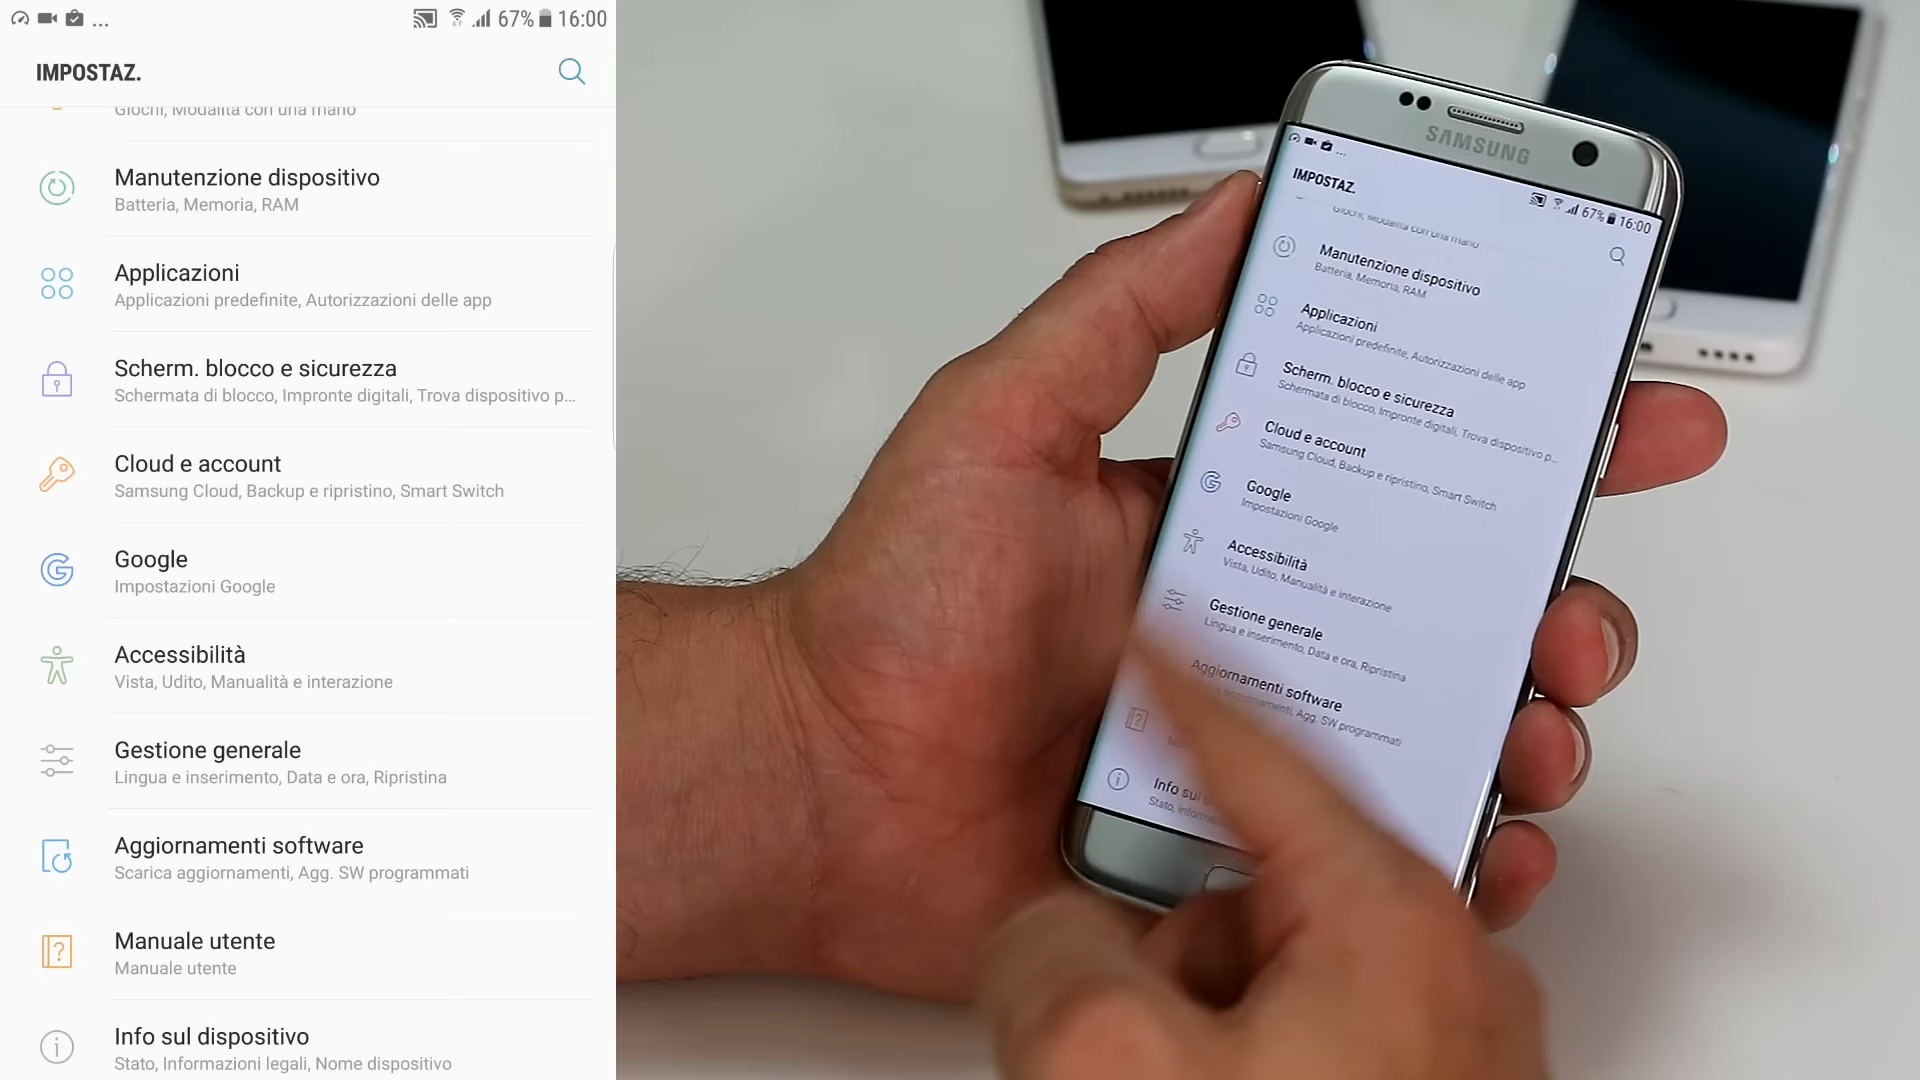 ... 67% 16:00
IMPOSTAZ.
Giochi, Modalità con una mano
Manutenzione dispositivo
Batteria, Memoria, RAM
Applicazioni
Applicazioni predefinite, Autorizzazioni delle app
Scherm. blocco e sicurezza
Schermata di blocco, Impronte digitali, Trova dispositivo p...
Cloud e account
Samsung Cloud, Backup e ripristino, Smart Switch
Google
Impostazioni Google
Accessibilità
Vista, Udito, Manualità e interazione
Gestione generale
Lingua e inserimento, Data e ora, Ripristina
Aggiornamenti software
Scarica aggiornamenti, Agg. SW programmati
Manuale utente
Manuale utente
Info sul dispositivo
Stato, Informazioni legali, Nome dispositivo
SAMSUNG
... 67% 16:00
IMPOSTAZ.
Giochi, Modalità con una mano
Manutenzione dispositivo
Batteria, Memoria, RAM
Applicazioni
Applicazioni predefinite, Autorizzazioni delle app
Scherm. blocco e sicurezza
Schermata di blocco, Impronte digitali, Trova dispositivo p...
Cloud e account
Samsung Cloud, Backup e ripristino, Smart Switch
Google
Impostazioni Google
Accessibilità
Vista, Udito, Manualità e interazione
Gestione generale
Lingua e inserimento, Data e ora, Ripristina
Aggiornamenti software
aggiornamenti, Agg. SW programmati
Info sul
Stato,